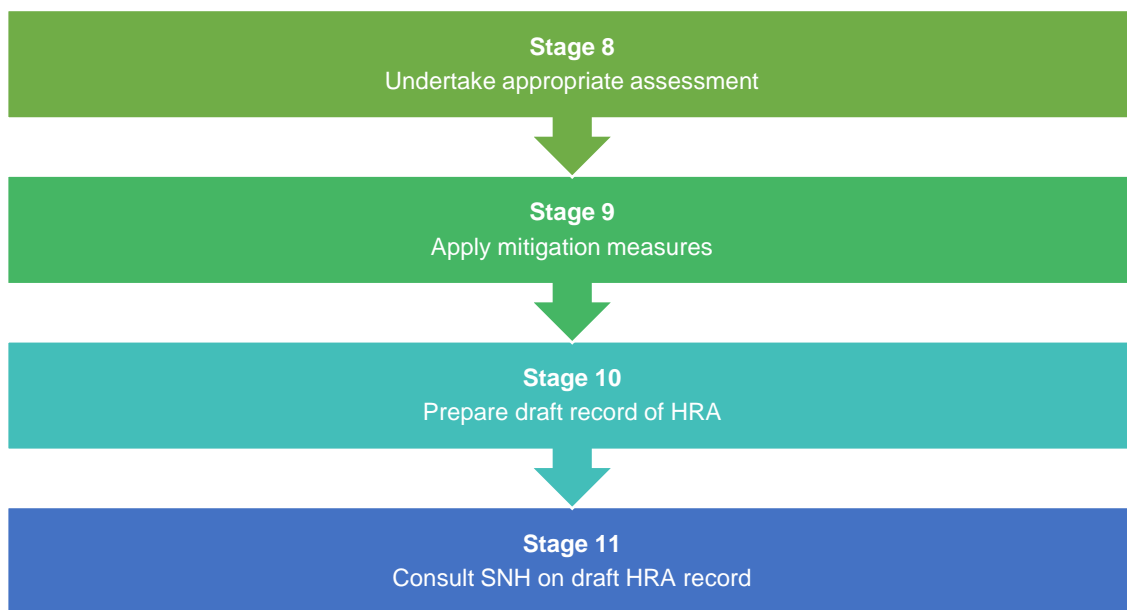 Stage 8
Undertake appropriate assessment
Stage 9
Apply mitigation measures
Stage 10
Prepare draft record of HRA
Stage 11
Consult SNH on draft HRA record